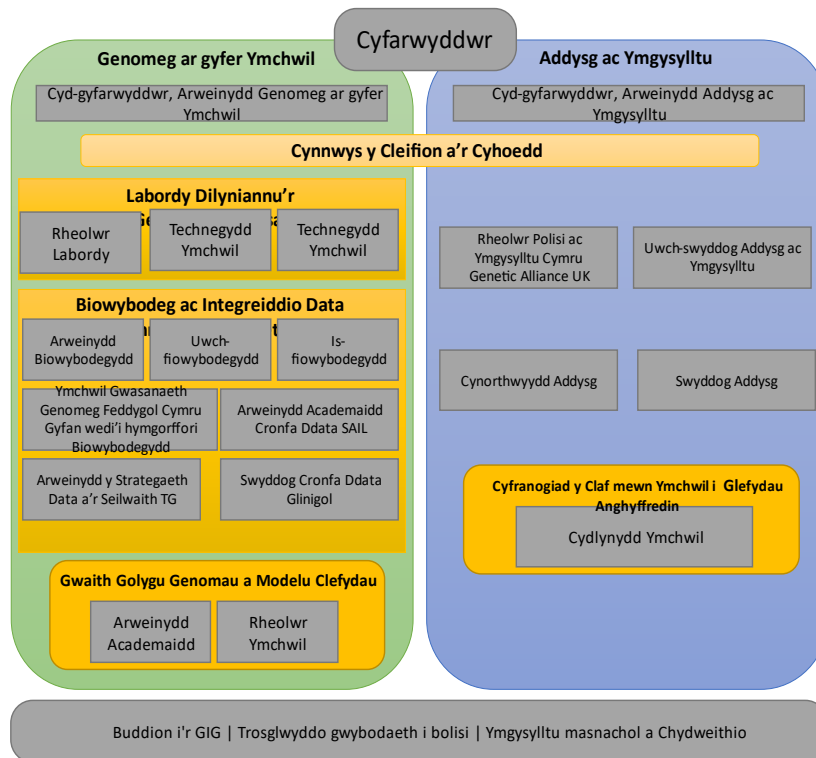 Cyfarwyddwr
Genomeg ar gyfer Ymchwil
Cyd-gyfarwyddwr, Arweinydd Genomeg ar gyfer
Ymchwil
Addysg ac Ymgysylltu
Cyd-gyfarwyddwr, Arweinydd Addysg ac
Ymgysylltu
Cynnwys y Cleifion a'r Cyhoedd
Labordy Dilyniannu'r
Rheolwr
Labordy
Technegydd
Ymchwil
Technegydd
Ymchwil
Biowybodeg ac Integreiddio Data
Arweinydd
Biowybodegydd
Uwch-
fiowybodegydd
Is-
fiowybodegydd
Ymchwil Gwasanaeth
Genomeg Feddygol Cymru
Gyfan wedi'i hymgorffori
Biowybodegydd
Arweinydd Academaidd
Cronfa Ddata SAIL
Arweinydd y Strategaeth
Data a'r Seilwaith TG
Swyddog Cronfa Ddata
Glinigol
Gwaith Golygu Genomau a Modelu Clefydau
Arweinydd
Academaidd
Rheolwr
Ymchwil
Rheolwr Polisi ac
Ymgysylltu Cymru
Genetic Alliance UK
Uwch-swyddog Addysg ac
Ymgysylltu
Cynorthwyydd Addysg
Swyddog Addysg
Cyfranogiad y Claf mewn Ymchwil i Glefydau
Anghyffredin
Cydlynydd Ymchwil
Buddion i'r GIG | Trosglwyddo gwybodaeth i bolisi | Ymgysylltu masnachol a Chydweithio